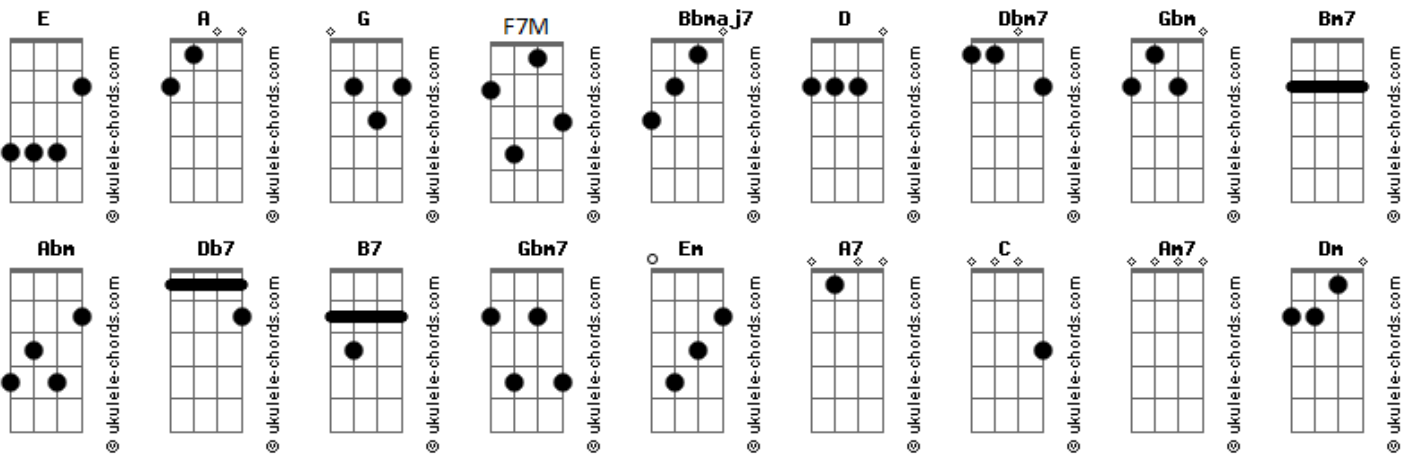 E A G F7M Bbmaj7 D Dbm7 Gbm Bm7
© ukulele-chords.com © ukulele-chords.com © ukulele-chords.com © ukulele-chords.com © ukulele-chords.com © ukulele-chords.com © ukulele-chords.com © ukulele-chords.com © ukulele-chords.com
Abm Db7 B7 Gbm7 Em A7 C Am7 Dm
© ukulele-chords.com © ukulele-chords.com © ukulele-chords.com © ukulele-chords.com © ukulele-chords.com © ukulele-chords.com © ukulele-chords.com © ukulele-chords.com © ukulele-chords.com